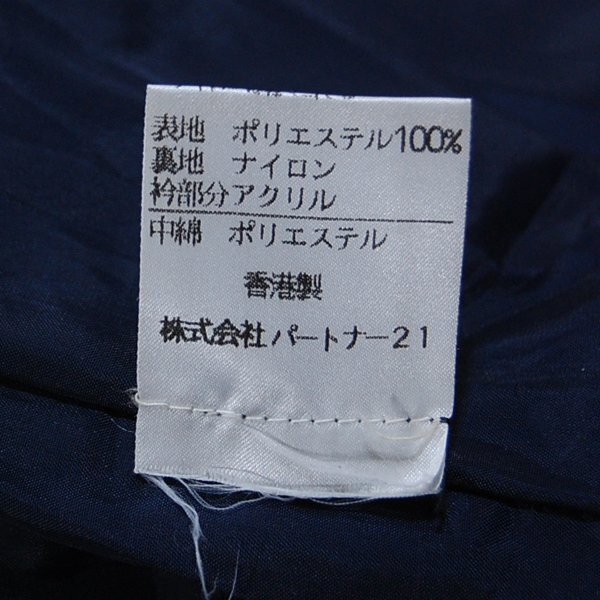 表地 ポリエステル100%
裏地 ナイロン
衿部分アクリル
中綿 ポリエステル
香港製
株式会社パートナー21